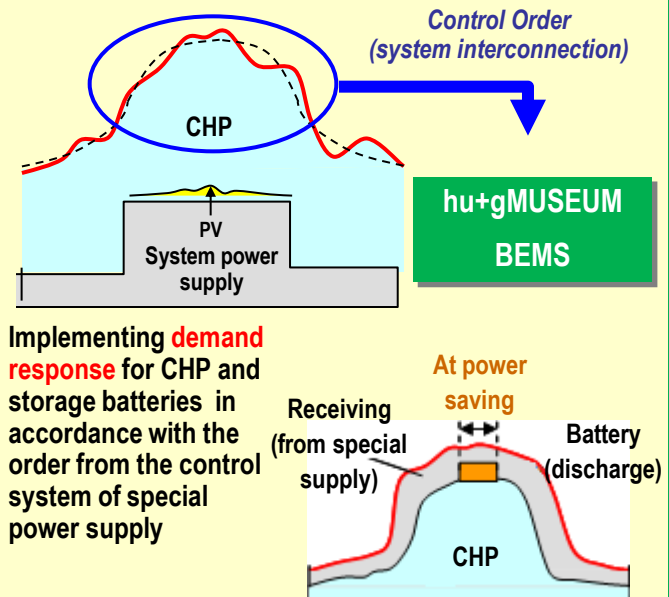 Control Order
(system interconnection)
CHP
PV
System power
supply
hu+gMUSEUM
BEMS
Implementing demand
response for CHP and
storage batteries in
accordance with the
order from the control
system of special
power supply
At power
saving
Receiving
(from special
supply)
Battery
(discharge)
CHP